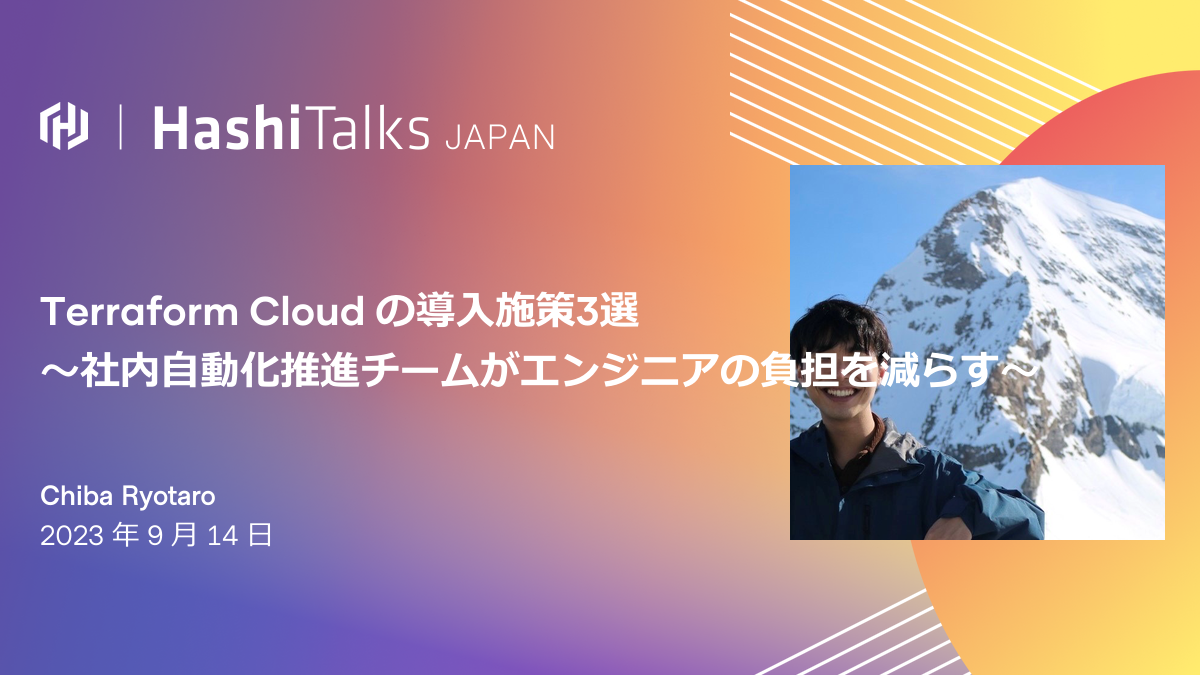 HashiTalks JAPAN
Terraform Cloud の導入施策3選
〜社内自動化推進チームがエンジニアの負担を減らす〜
Chiba Ryotaro
2023 年 9 月 14 日